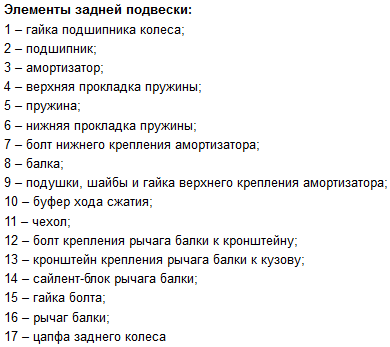 Элементы задней подвески:
1 – гайка подшипника колеса;
2 – подшипник;
3 – амортизатор;
4 – верхняя прокладка пружины;
5 – пружина;
6 – нижняя прокладка пружины;
7 – болт нижнего крепления амортизатора;
8 – балка;
9 – подушки, шайбы и гайка верхнего крепления амортизатора;
10 – буфер хода сжатия;
11 – чехол;
12 – болт крепления рычага балки к кронштейну;
13 – кронштейн крепления рычага балки к кузову;
14 – сайлент-блок рычага балки;
15 – гайка болта;
16 – рычаг балки;
17 – цапфа заднего колеса